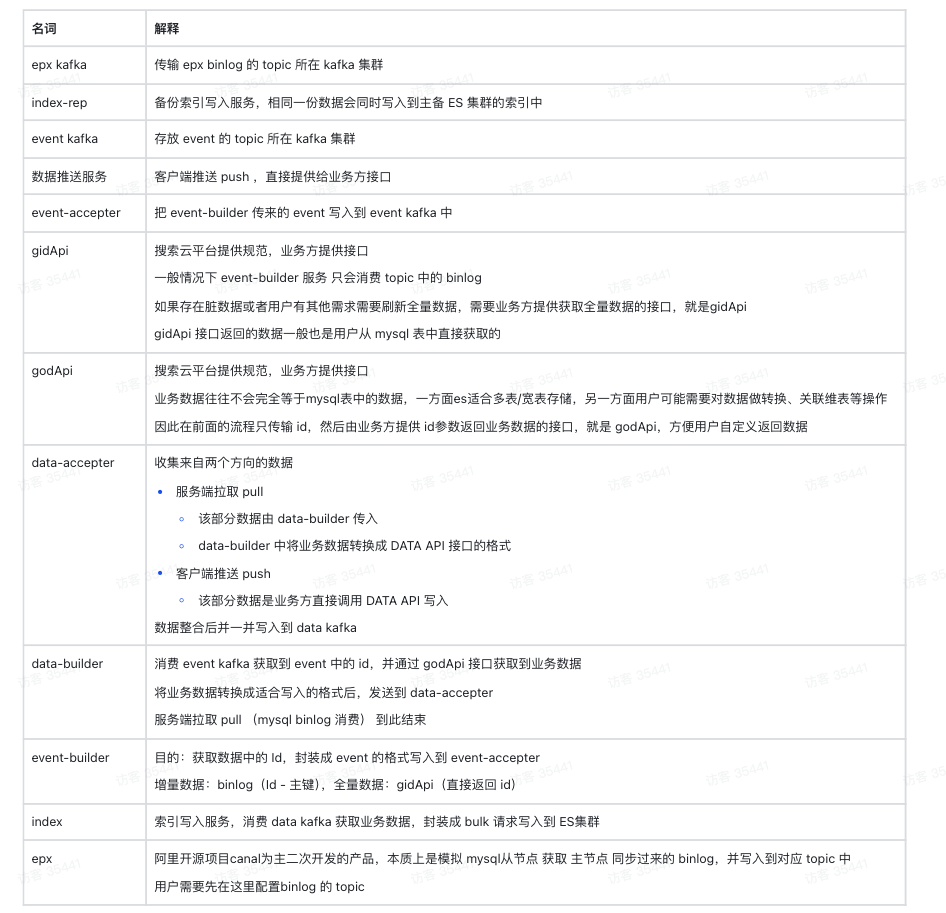 名词 解释
epx kafka 传输 epx binlog 的 topic 所在 kafka 集群
index-rep 备份索引写入服务，相同一份数据会同时写入到主备 ES 集群的索引中
event kafka 存放 event 的 topic 所在 kafka 集群
数据推送服务 客户端推送 push ，直接提供给业务方接口
event-accepter 把 event-builder 传来的 event 写入到 event kafka 中
gidApi 搜索云平台提供规范，业务方提供接口
一般情况下 event-builder 服务 只会消费 topic 中的 binlog
如果存在脏数据或者用户有其他需求需要刷新全量数据，需要业务方提供获取全量数据的接口，就是gidApi
gidApi 接口返回的数据一般也是用户从 mysql 表中直接获取的
godApi 搜索云平台提供规范，业务方提供接口
业务数据往往不会完全等于mysql表中的数据，一方面es适合多表/宽表存储，另一方面用户可能需要对数据做转换、关联维表等操作
因此在前面的流程只传输 id，然后由业务方提供 id参数返回业务数据的接口，就是 godApi，方便用户自定义返回数据
data-accepter 收集来自两个方向的数据
• 服务端拉取 pull
◦ 该部分数据由 data-builder 传入
◦ data-builder 中将业务数据转换成 DATA API 接口的格式
• 客户端推送 push
◦ 该部分数据是业务方直接调用 DATA API 写入
数据整合后并一并写入到 data kafka
data-builder 消费 event kafka 获取到 event 中的 id，并通过 godApi 接口获取到业务数据
将业务数据转换成适合写入的格式后，发送到 data-accepter
服务端拉取 pull （mysql binlog 消费） 到此结束
event-builder 目的：获取数据中的 Id，封装成 event 的格式写入到 event-accepter
增量数据：binlog（Id - 主键），全量数据：gidApi（直接返回 id）
index 索引写入服务，消费 data kafka 获取业务数据，封装成 bulk 请求写入到 ES集群
epx 阿里开源项目canal为主二次开发的产品，本质上是模拟 mysql从节点 获取 主节点 同步过来的 binlog，并写入到对应 topic 中
用户需要先在这里配置binlog 的 topic
访客 35441